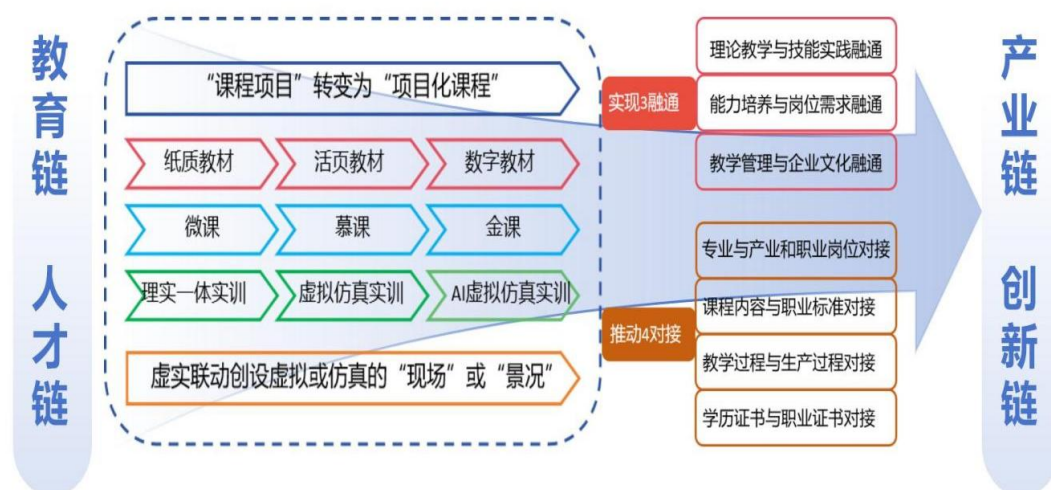 教育链 人才链
“课程项目”转变为“项目化课程”
纸质教材
活页教材
数字教材
微课
慕课
金课
理实一体实训
虚拟仿真实训
AI虚拟仿真实训
虚实联动创设虚拟或仿真的“现场”或“景况”
实现3融通
理论教学与技能实践融通
能力培养与岗位需求融通
教学管理与企业文化融通
推动4对接
专业与产业和职业岗位对接
课程内容与职业标准对接
教学过程与生产过程对接
学历证书与职业证书对接
产业链 创新链